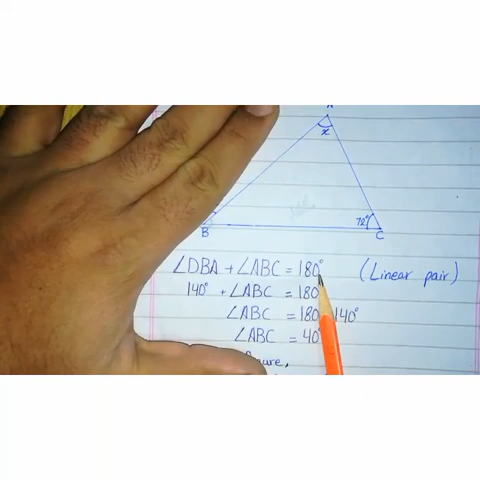 x
72°
B
C
∠DBA + ∠ABC = 180° (Linear pair)
140° + ∠ABC = 180
∠ABC = 180 140°
∠ABC = 40°